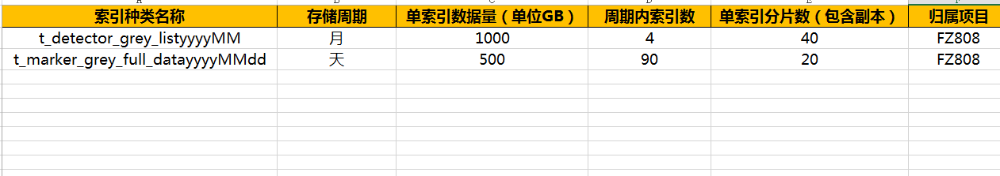 索引种类名称 存储周期 单索引数据量（单位GB） 周期内索引数 单索引分片数（包含副本） 归属项目
t_detector_grey_listyyyyMM 月 1000 4 40 FZ808
t_marker_grey_full_datayyyyMMdd 天 500 90 20 FZ808